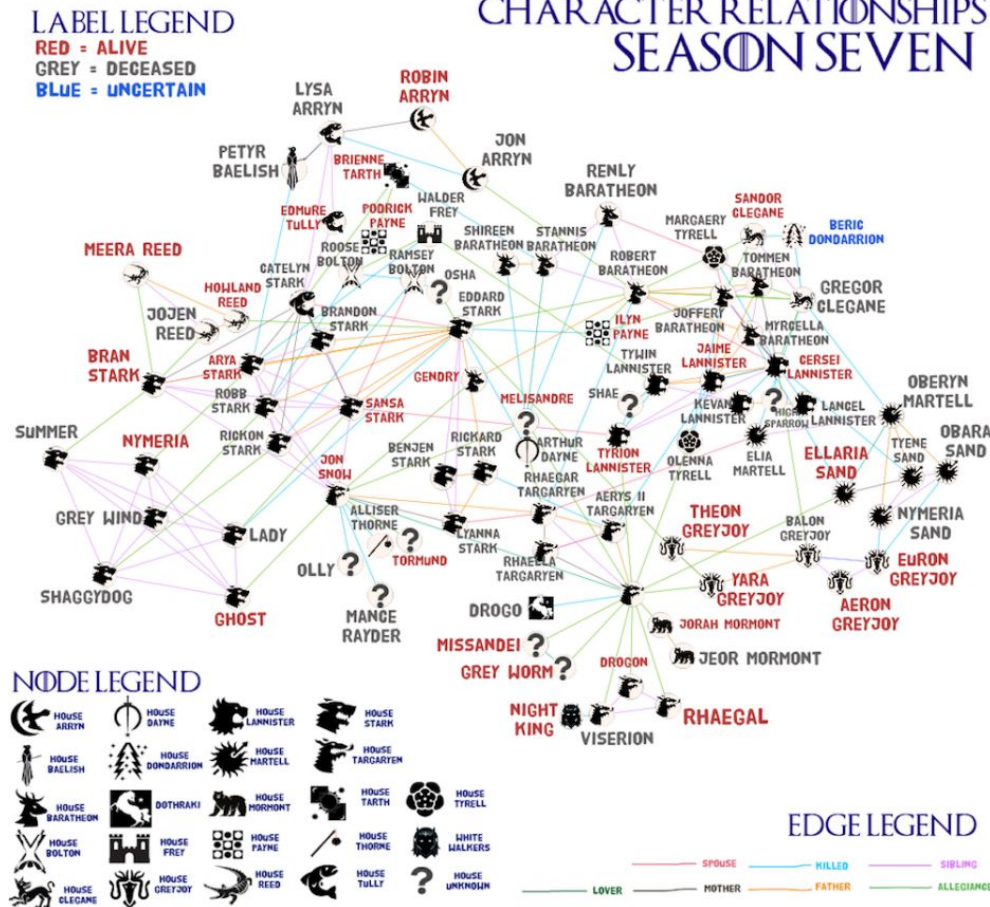 CHARACTER RELATIONSHIPS
SEASON SEVEN
LABEL LEGEND
RED = ALIVE
GREY = DECEASED
BLUE = UNCERTAIN
LYSA
ARRYN
ROBIN
ARRYN
JON
ARRYN
PETYR
BAELISH
BRIENNE
TARTH
RENLY
BARATHEON
SANDOR
CLEGANE
EDMURE
TULLY
PODRICK
PAYNE
WALDER
FREY
MARGAERY
TYRELL
BERIC
DONDARRION
MEERA REED
ROOSE
BOLTON
RAMSEY
BOLTON
SHIREEN
BARATHEON
STANNIS
BARATHEON
ROBERT
BARATHEON
TOMMEN
BARATHEON
CATELYN
STARK
OSHA
HOWLAND
REED
EDDARD
STARK
GREGOR
CLEGANE
JOJEN
REED
BRANDON
STARK
ILYN
PAYNE
JOFFERY
BARATHEON
MYRCELLA
BARATHEON
BRAN
STARK
ARYA
STARK
GENDRY
TYWIN
LANNISTER
JAIME
LANNISTER
CERSEI
LANNISTER
ROBB
STARK
SANSA
STARK
MELISANDRE
SHAE
KEVAN
LANNISTER
HIGH
SPARROW
LANCEL
LANNISTER
OBERYN
MARTELL
SUMMER
NYMERIA
RICKON
STARK
BENJEN
STARK
RICKARD
STARK
ARTHUR
DAYNE
TYRION
LANNISTER
OLENNA
TYRELL
ELIA
MARTELL
ELLARIA
SAND
TYENE
SAND
OBARA
SAND
JON
SNOW
RHAEGAR
TARGARYEN
AERYS II
TARGARYEN
GREY WIND
LADY
ALLISER
THORNE
LYANNA
STARK
THEON
GREYJOY
BALON
GREYJOY
NYMERIA
SAND
OLLY
TORMUND
RHAELLA
TARGARYEN
EURON
GREYJOY
SHAGGYDOG
GHOST
MANCE
RAYDER
DROGO
YARA
GREYJOY
AERON
GREYJOY
JORAH MORMONT
MISSANDEI
GREY WORM
DROGON
JEOR MORMONT
NIGHT
KING
VISERION
RHAEGAL
NODE LEGEND
HOUSE
ARRYN
HOUSE
DAYNE
HOUSE
LANNISTER
HOUSE
STARK
HOUSE
BAELISH
HOUSE
DONDARRION
HOUSE
MARTELL
HOUSE
TARGARYEN
HOUSE
BARATHEON
DOTHRAKI
HOUSE
MORMONT
HOUSE
TARTH
HOUSE
TYRELL
HOUSE
BOLTON
HOUSE
FREY
HOUSE
PAYNE
HOUSE
THORNE
WHITE
WALKERS
HOUSE
CLEGANE
HOUSE
GREYJOY
HOUSE
REED
HOUSE
TULLY
HOUSE
UNKNOWN
EDGE LEGEND
SPOUSE
KILLED
SIBLING
LOVER
MOTHER
FATHER
ALLEGIANCE